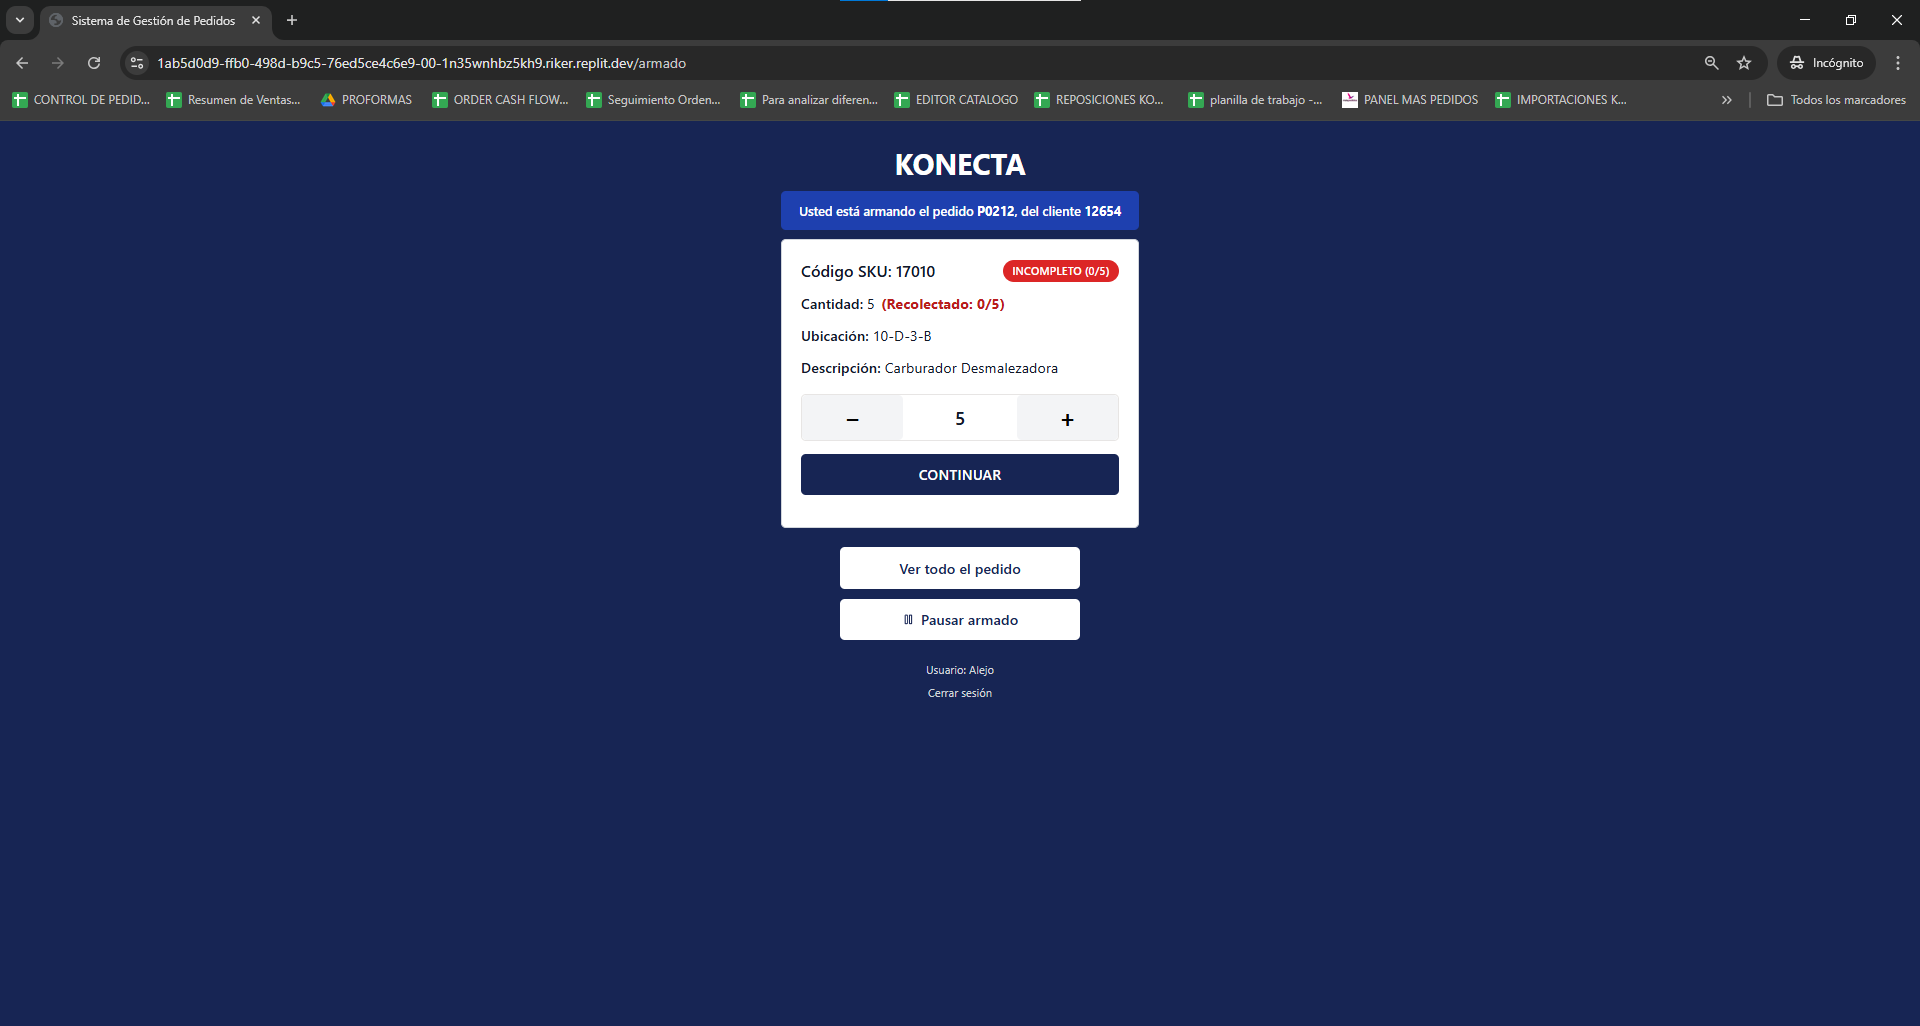 Sistema de Gestión de Pedidos
1ab5d0d9-ffb0-498d-b9c5-76ed5ce4c6e9-00-1n35wnhbz5kh9.riker.replit.dev/armado
Incógnito
CONTROL DE PEDID...
Resumen de Ventas...
PROFORMAS
ORDER CASH FLOW...
Seguimiento Orden...
Para analizar diferen...
EDITOR CATALOGO
REPOSICIONES KO...
planilla de trabajo -...
PANEL MAS PEDIDOS
IMPORTACIONES K...
Todos los marcadores
KONECTA
Usted está armando el pedido P0212, del cliente 12654
Código SKU: 17010
INCOMPLETO (0/5)
Cantidad: 5 (Recolectado: 0/5)
Ubicación: 10-D-3-B
Descripción: Carburador Desmalezadora
− 5 +
CONTINUAR
Ver todo el pedido
Pausar armado
Usuario: Alejo
Cerrar sesión